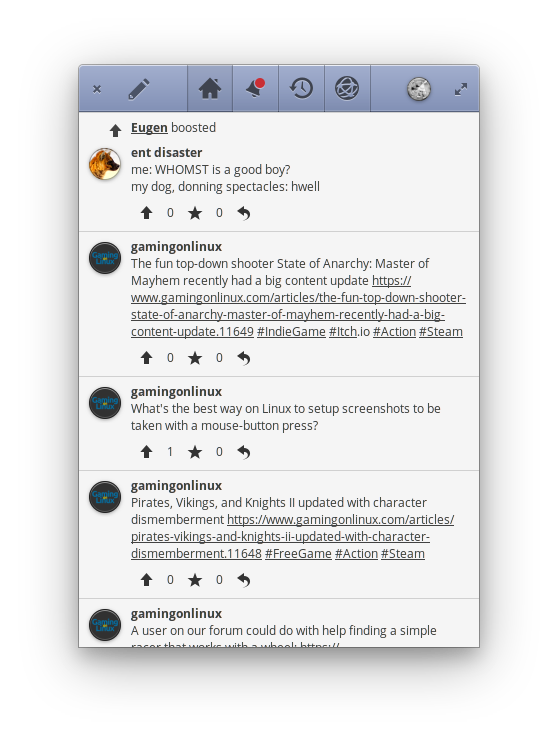 Eugen boosted
ent disaster
me: WHOMST is a good boy?
my dog, donning spectacles: hwell
0 0
gamingonlinux
The fun top-down shooter State of Anarchy: Master of
Mayhem recently had a big content update https://
www.gamingonlinux.com/articles/the-fun-top-down-shooter-
state-of-anarchy-master-of-mayhem-recently-had-a-big-
content-update.11649 #IndieGame #Itch.io #Action #Steam
0 0
gamingonlinux
What's the best way on Linux to setup screenshots to be
taken with a mouse-button press?
1 0
gamingonlinux
Pirates, Vikings, and Knights II updated with character
dismemberment https://www.gamingonlinux.com/articles/
pirates-vikings-and-knights-ii-updated-with-character-
dismemberment.11648 #FreeGame #Action #Steam
0 0
gamingonlinux
A user on our forum could do with help finding a simple
racer that works with a wheel: https://